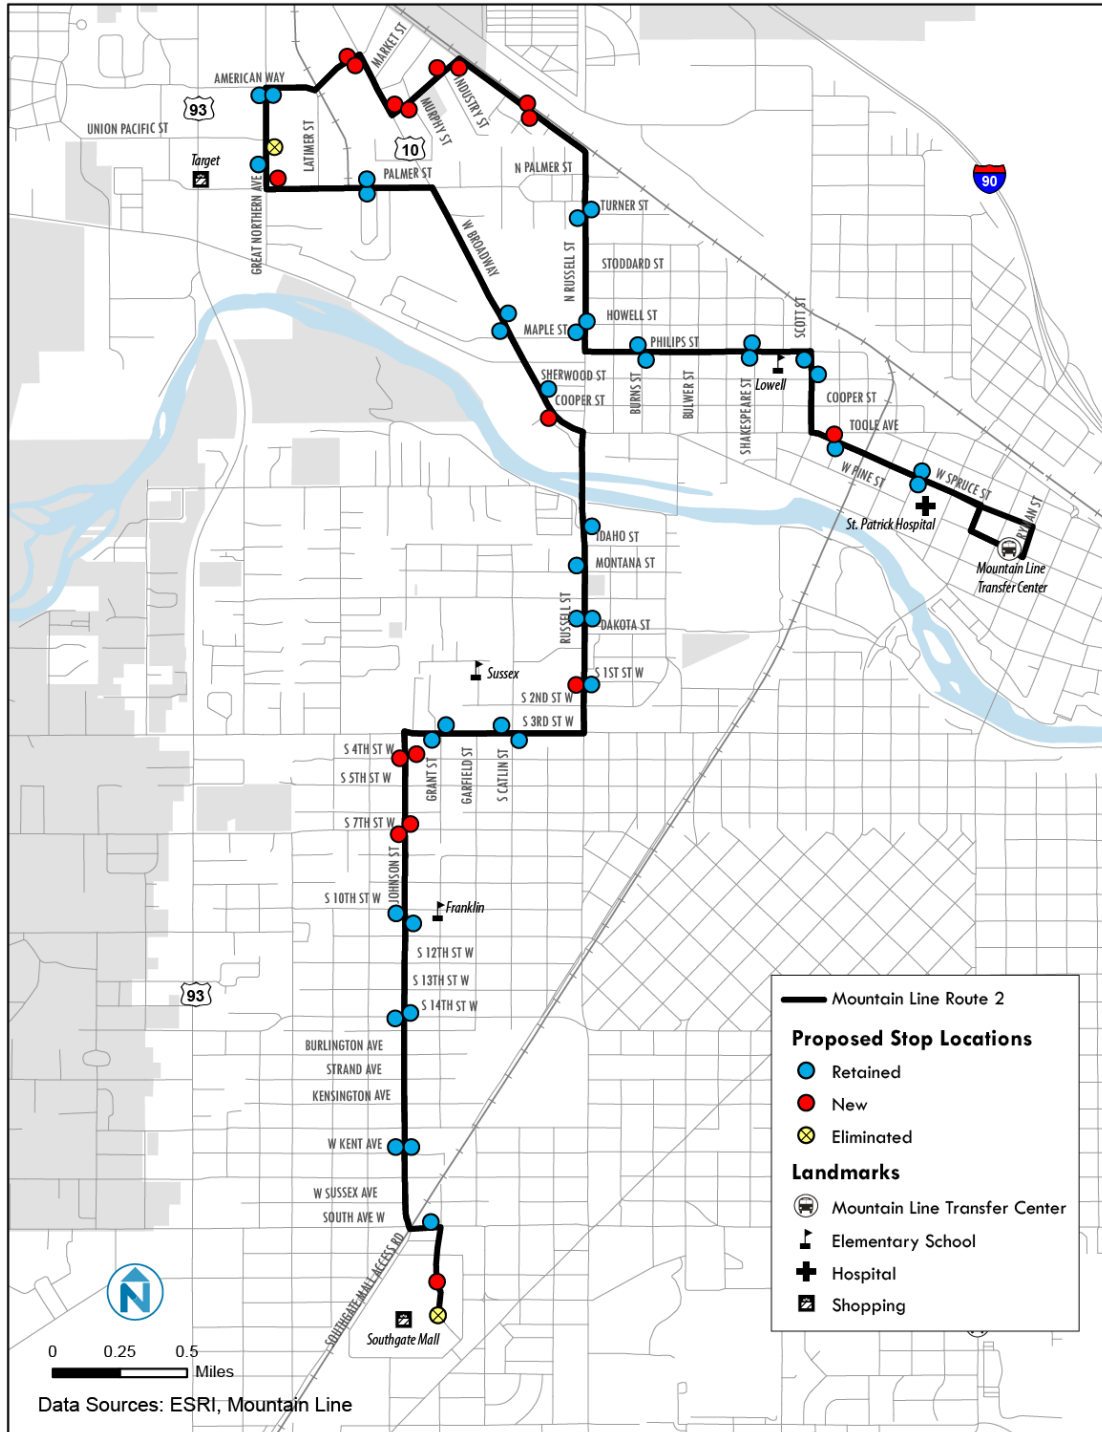 MARKET ST
AMERICAN WAY
93
INDUSTRY ST
MURPHY ST
UNION PACIFIC ST
LATIMER ST
10
Target
N PALMER ST
PALMER ST
90
GREAT NORTHERN AVE
TURNER ST
W BROADWAY
N RUSSELL ST
STODDARD ST
SCOTT ST
HOWELL ST
MAPLE ST
PHILIPS ST
SHERWOOD ST
Lowell
COOPER ST
BURNS ST
BULWER ST
SHAKESPEARE ST
COOPER ST
TOOLE AVE
W PINE ST
W SPRUCE ST
St. Patrick Hospital
RYMAN ST
IDAHO ST
Mountain Line
Transfer Center
MONTANA ST
RUSSELL ST
DAKOTA ST
Sussex
S 1ST ST W
S 2ND ST W
S 3RD ST W
S 4TH ST W
GRANT ST
GARFIELD ST
S CATLIN ST
S 5TH ST W
S 7TH ST W
JOHNSON ST
S 10TH ST W
Franklin
S 12TH ST W
S 13TH ST W
93
S 14TH ST W
BURLINGTON AVE
STRAND AVE
KENSINGTON AVE
W KENT AVE
W SUSSEX AVE
SOUTH AVE W
SOUTHGATE MALL ACCESS RD
Southgate Mall
Mountain Line Route 2
Proposed Stop Locations
Retained
New
Eliminated
Landmarks
Mountain Line Transfer Center
Elementary School
Hospital
Shopping
N
0 0.25 0.5
Miles
Data Sources: ESRI, Mountain Line